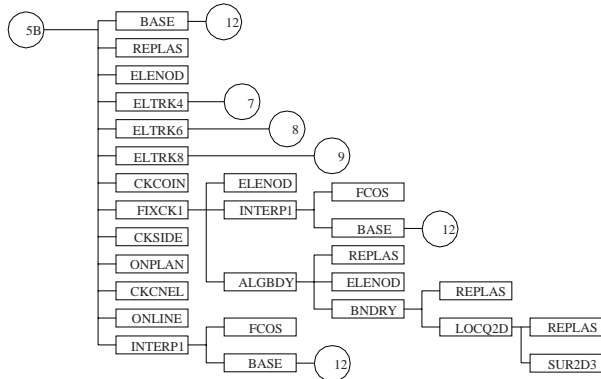 5B BASE 12
REPLAS
ELENOD
ELTRK4 7
ELTRK6 8
ELTRK8 9
CKCOIN ELENOD FCOS
FIXCK1 INTERP1
CKSIDE BASE 12
ONPLAN REPLAS
CKCNEL ALGBDY ELENOD REPLAS
ONLINE BNDRY
FCOS LOCQ2D REPLAS
INTERP1
BASE 12 SUR2D3